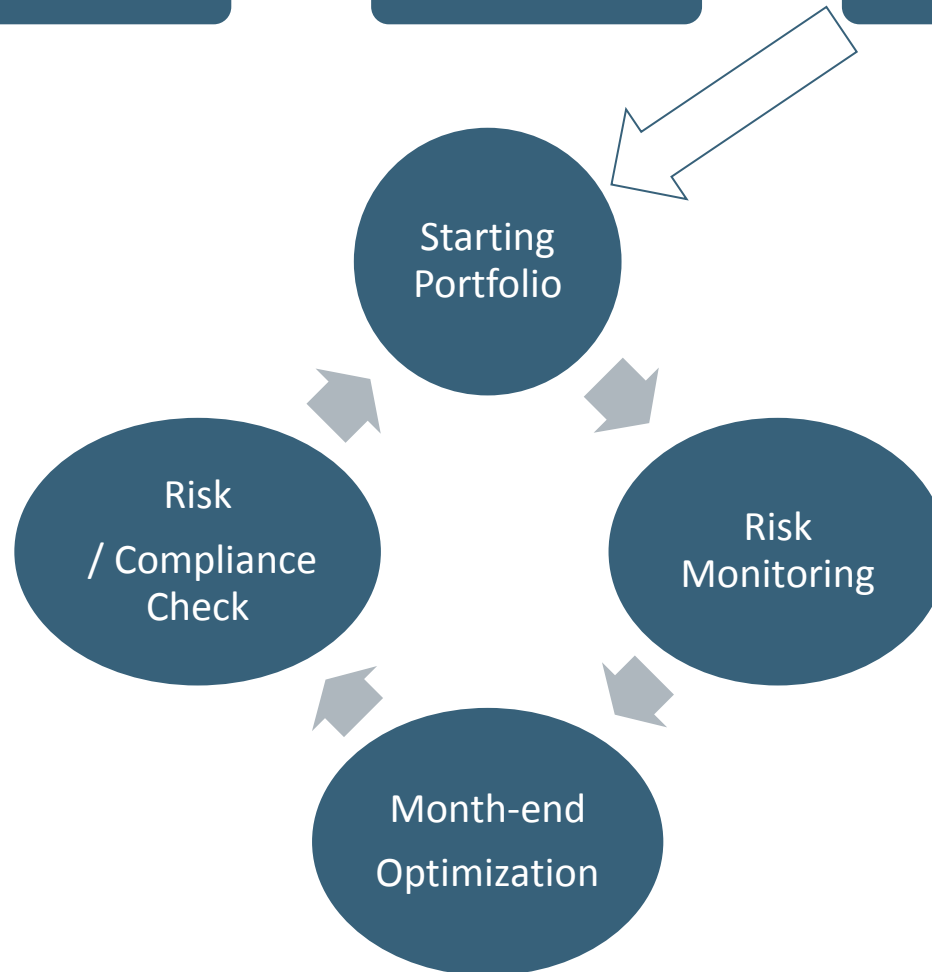 Starting
Portfolio
Risk
Monitoring
Month-end
Optimization
Risk
/ Compliance
Check